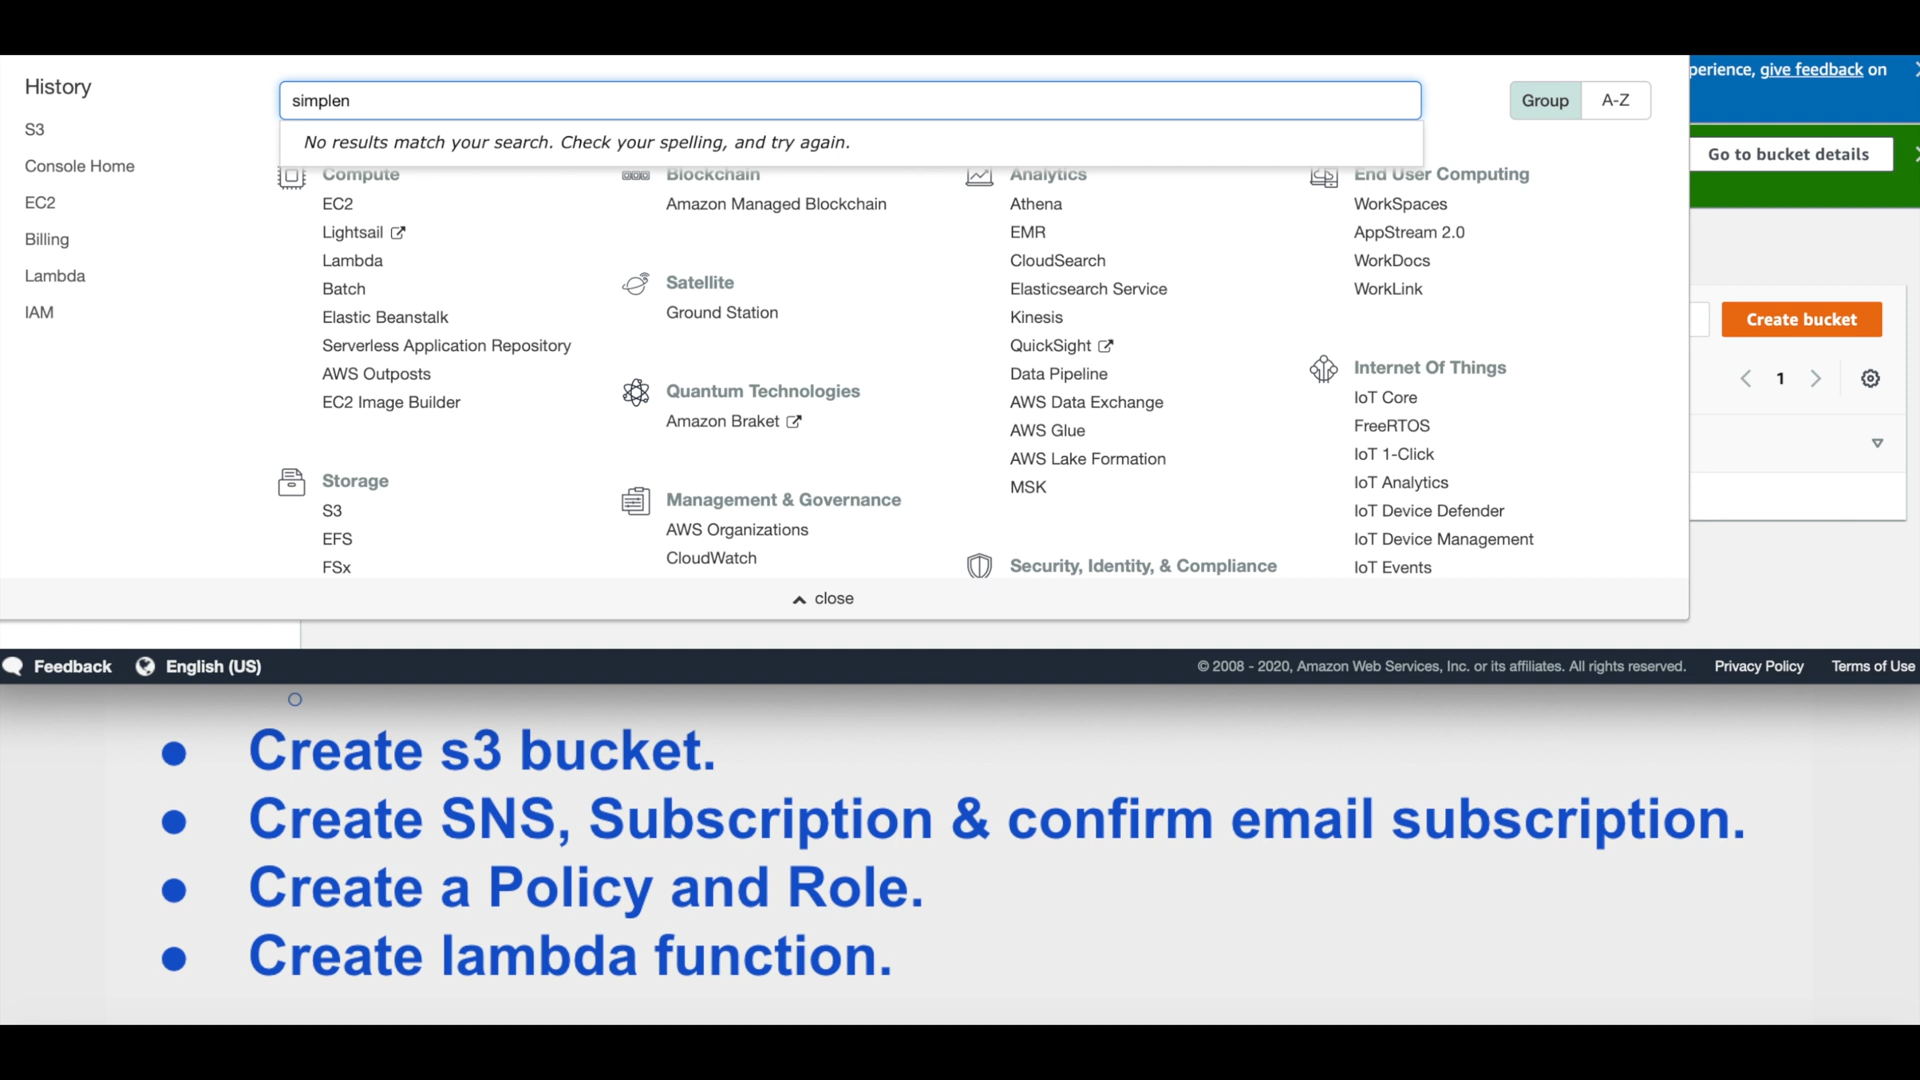 History
S3
Console Home
EC2
Billing
Lambda
IAM
simplen
No results match your search. Check your spelling, and try again.
Group
A-Z
Compute
EC2
Lightsail
Lambda
Batch
Elastic Beanstalk
Serverless Application Repository
AWS Outposts
EC2 Image Builder
Storage
S3
EFS
FSx
Blockchain
Amazon Managed Blockchain
Satellite
Ground Station
Quantum Technologies
Amazon Braket
Management & Governance
AWS Organizations
CloudWatch
Analytics
Athena
EMR
CloudSearch
Elasticsearch Service
Kinesis
QuickSight
Data Pipeline
AWS Data Exchange
AWS Glue
AWS Lake Formation
MSK
Security, Identity, & Compliance
End User Computing
WorkSpaces
AppStream 2.0
WorkDocs
WorkLink
Internet Of Things
IoT Core
FreeRTOS
IoT 1-Click
IoT Analytics
IoT Device Defender
IoT Device Management
IoT Events
close
perience, give feedback on
Go to bucket details
Create bucket
1
Feedback
English (US)
© 2008 - 2020, Amazon Web Services, Inc. or its affiliates. All rights reserved.
Privacy Policy
Terms of Use
Create s3 bucket.
Create SNS, Subscription & confirm email subscription.
Create a Policy and Role.
Create lambda function.